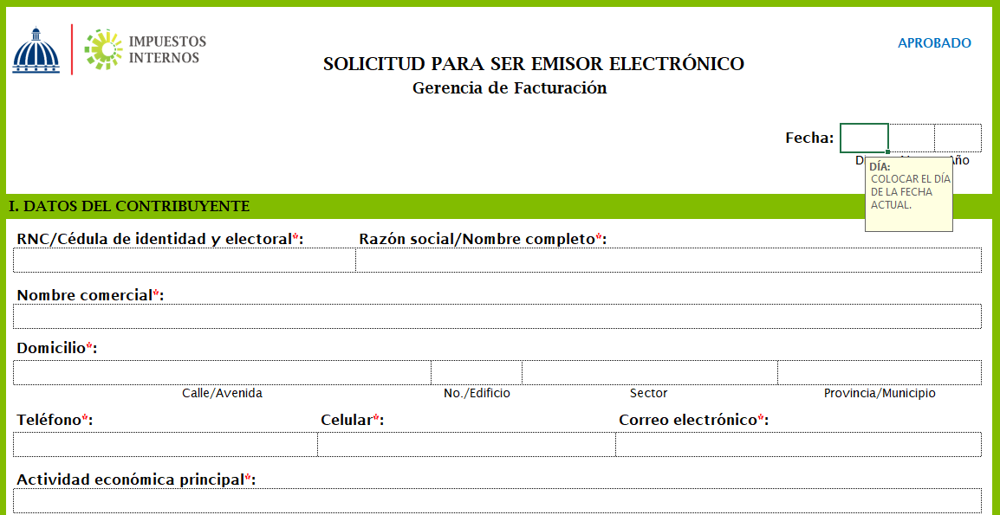 IMPUESTOS
INTERNOS
APROBADO
SOLICITUD PARA SER EMISOR ELECTRÓNICO
Gerencia de Facturación
Fecha:
Año
DÍA:
COLOCAR EL DÍA
DE LA FECHA
ACTUAL.
I. DATOS DEL CONTRIBUYENTE
RNC/Cédula de identidad y electoral*: Razón social/Nombre completo*:
Nombre comercial*:
Domicilio*:
Calle/Avenida No./Edificio Sector Provincia/Municipio
Teléfono*: Celular*: Correo electrónico*:
Actividad económica principal*: